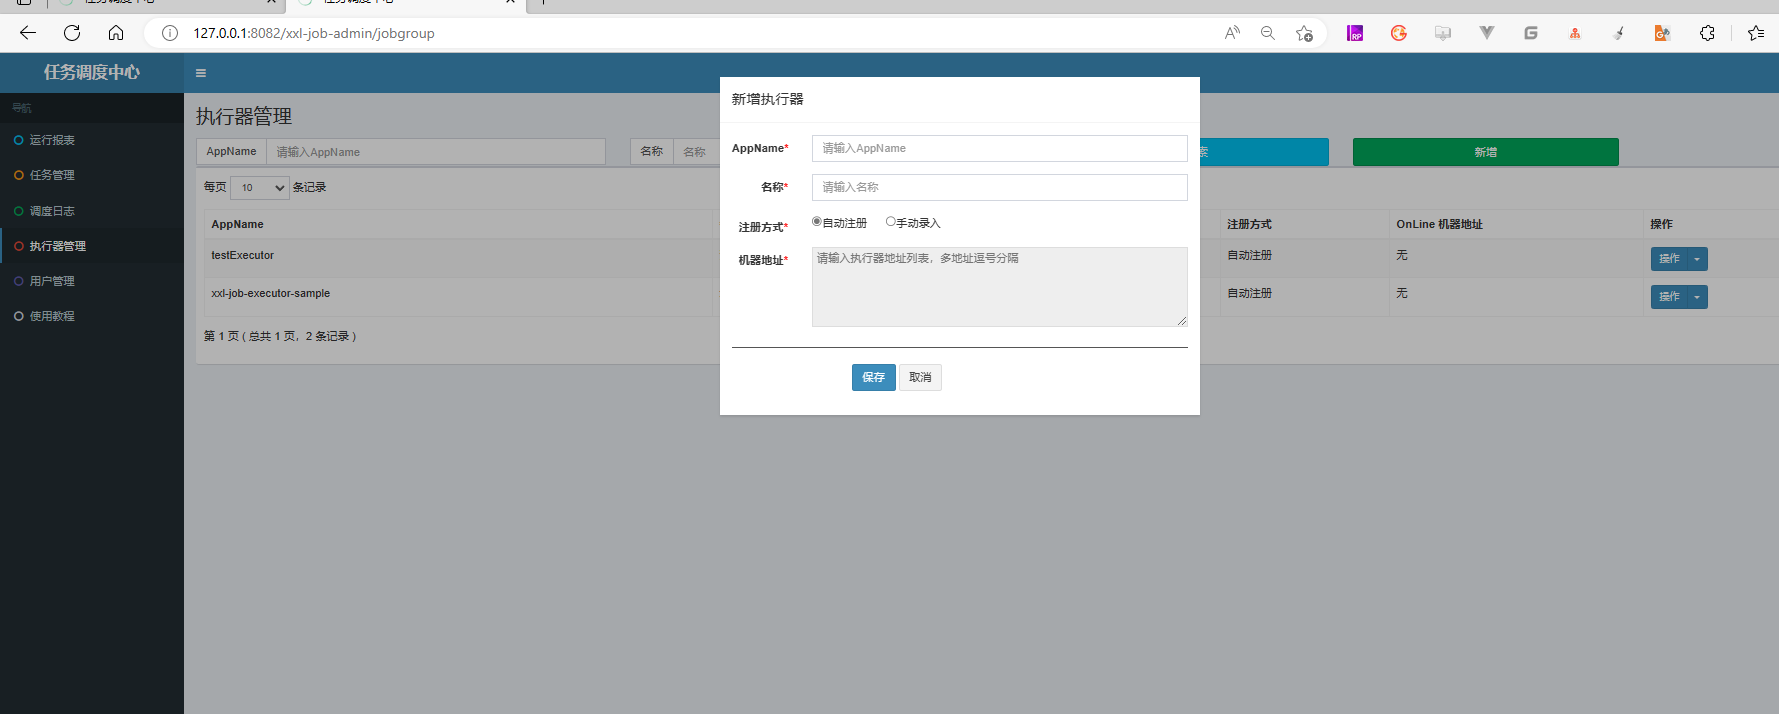 127.0.0.1:8082/xxl-job-admin/jobgroup
任务调度中心
导航
运行报表
任务管理
调度日志
执行器管理
用户管理
使用教程
执行器管理
AppName 请输入AppName 名称 名称 索 新增
每页 10 条记录
AppName 注册方式 OnLine 机器地址 操作
testExecutor 自动注册 无 操作
xxl-job-executor-sample 自动注册 无 操作
第 1 页 ( 总共 1 页，2 条记录 )
新增执行器
AppName* 请输入AppName
名称* 请输入名称
注册方式* 自动注册 手动录入
机器地址* 请输入执行器地址列表，多地址逗号分隔
保存 取消